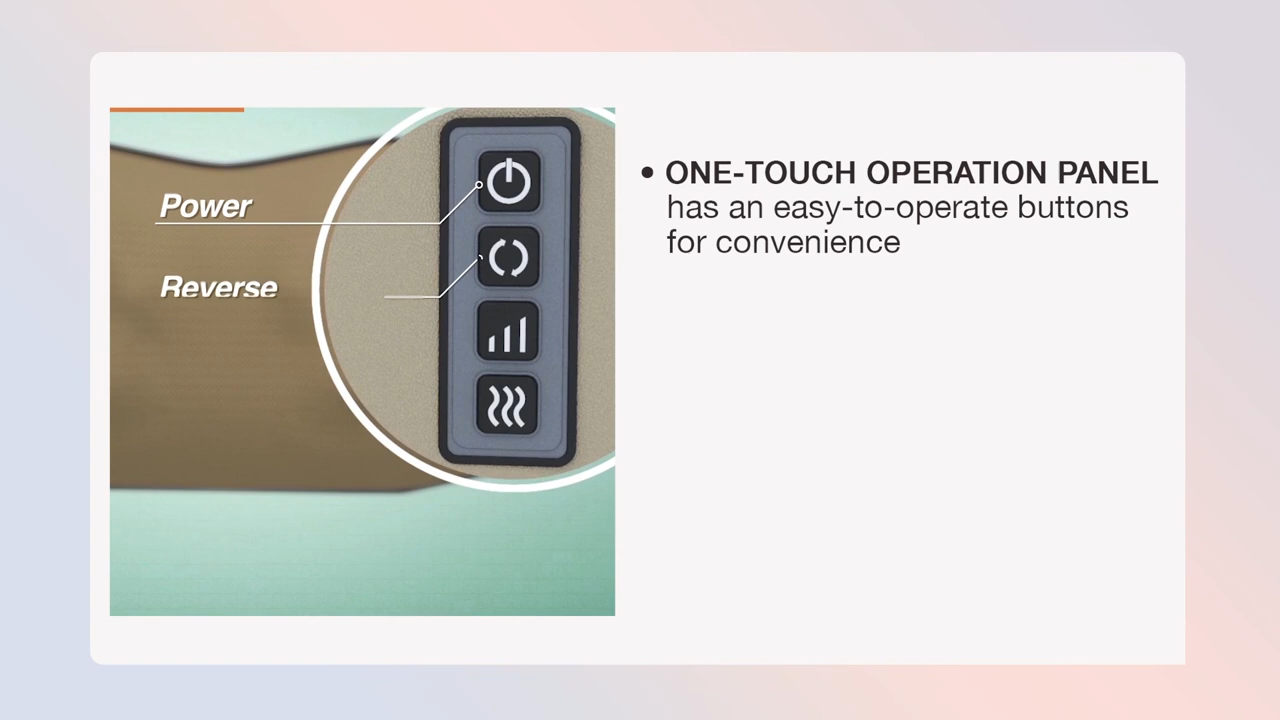 Power
Reverse
• ONE-TOUCH OPERATION PANEL
has an easy-to-operate buttons
for convenience